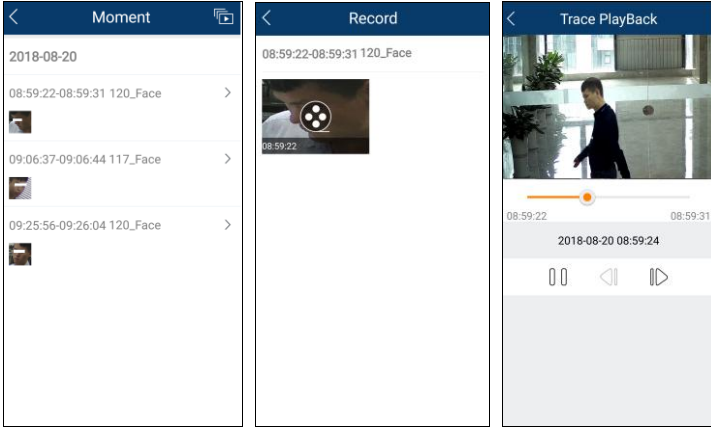 Moment
2018-08-20
08:59:22-08:59:31 120_Face
09:06:37-09:06:44 117_Face
09:25:56-09:26:04 120_Face
Record
08:59:22-08:59:31 120_Face
08:59:22
Trace PlayBack
08:59:22
08:59:31
2018-08-20 08:59:24